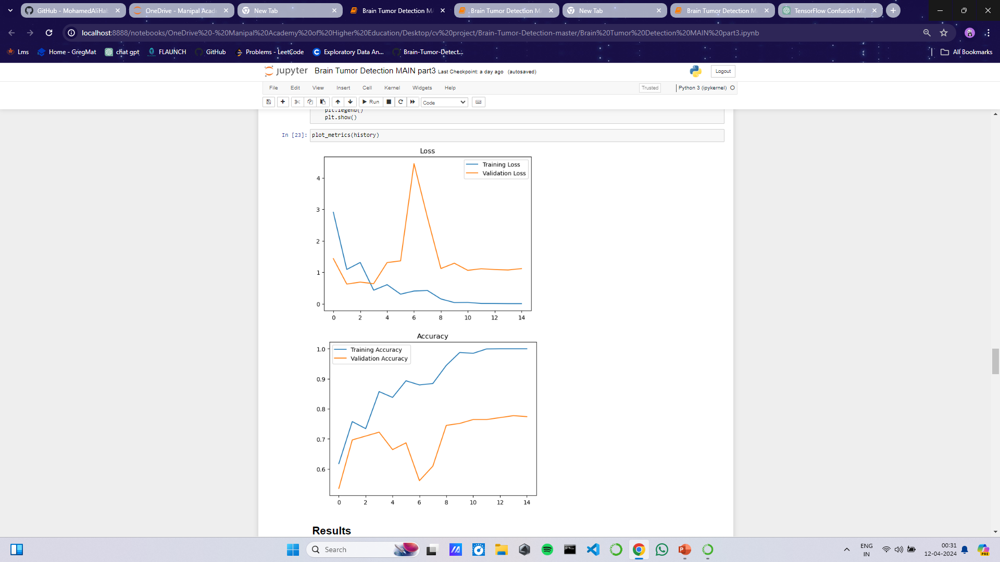 GitHub - MohamedAliHa
OneDrive - Manipal Acad
New Tab
Brain Tumor Detection M
Brain Tumor Detection M
New Tab
Brain Tumor Detection M
TensorFlow Confusion Ma
localhost:8888/notebooks/OneDrive%20-%20Manipal%20Academy%20of%20Higher%20Education/Desktop/cv%20project/Brain-Tumor-Detection-master/Brain%20Tumor%20Detection%20MAIN%20part3.ipynb
Lms
Home - GregMat
chat gpt
FLAUNCH
GitHub
Problems - LeetCode
Exploratory Data An...
Brain-Tumor-Detect...
All Bookmarks
jupyter Brain Tumor Detection MAIN part3 Last Checkpoint: a day ago (autosaved)
Logout
File Edit View Insert Cell Kernel Widgets Help
Trusted
Python 3 (ipykernel)
Run
Code
plt.legend()
plt.show()
In [23]: plot_metrics(history)
Loss
Training Loss
Validation Loss
4
3
2
1
0
0 2 4 6 8 10 12 14
Accuracy
Training Accuracy
Validation Accuracy
1.0
0.9
0.8
0.7
0.6
0 2 4 6 8 10 12 14
Results
Search
ENG
IN
00:31
12-04-2024
PRE